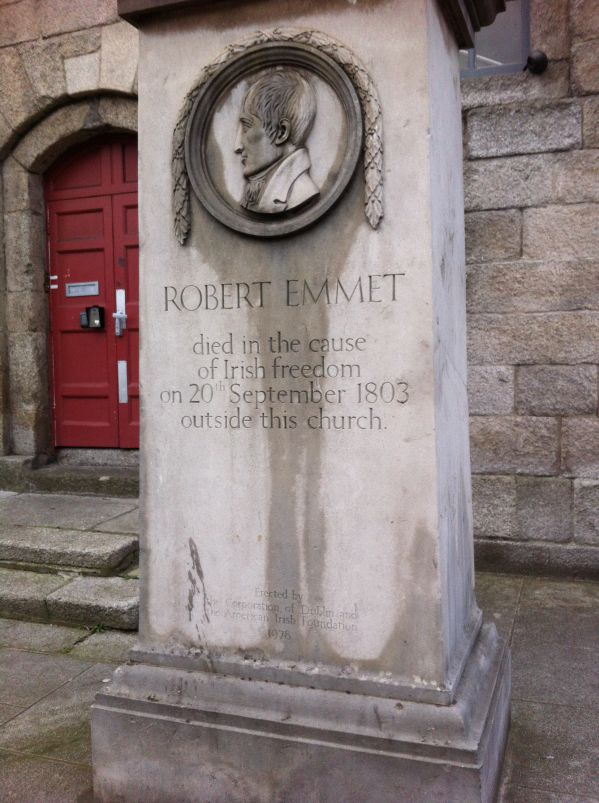 ROBERT EMMET
died in the cause
of Irish freedom
on 20th September 1803
outside this church.
Erected by
The Corporation of Dublin and
The American Irish Foundation
1978